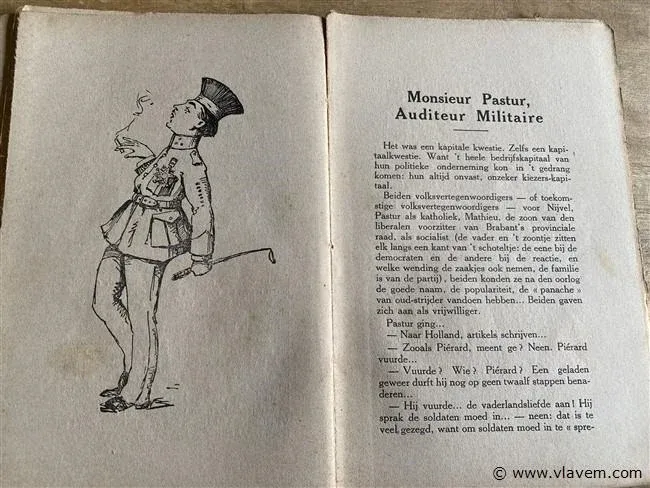 Monsieur Pastur,
Auditeur Militaire
Het was een kapitale kwestie. Zelfs een kapi-
taalkwestie. Want 't heele bedrijfskapitaal van
hun politieke onderneming kon in 't gedrang
komen: hun altijd onvast, onzeker kiezers-kapi-
taal.
Beiden volksvertegenwoordigers — of toekom-
stige volksvertegenwoordigers — voor Nijvel,
Pastur als katholiek, Mathieu, de zoon van den
liberalen voorzitter van Brabant's provinciale
raad, als socialist (de vader en 't zoontje zitten
elk langs een kant van 't schoteltje: de eene bij de
democraten en de andere bij de reactie, en
welke wending de zaakjes ook nemen, de familie
is van de partij), beiden konden ze na den oorlog
de goede naam, de populariteit, de « panache »
van oud-strijder vandoen hebben... Beiden gaven
zich aan als vrijwilliger.
Pastur ging...
— Naar Holland, artikels schrijven...
— Zooals Piérard, meent ge? Neen. Piérard
vuurde...
— Vuurde? Wie? Piérard? Een geladen
geweer durft hij nog op geen twaalf stappen bena-
deren...
— Hij vuurde... de vaderlandsliefde aan! Hij
sprak de soldaten moed in... — neen: dat is te
veel gezegd, want om soldaten moed in te « spre-
© www.vlavem.com